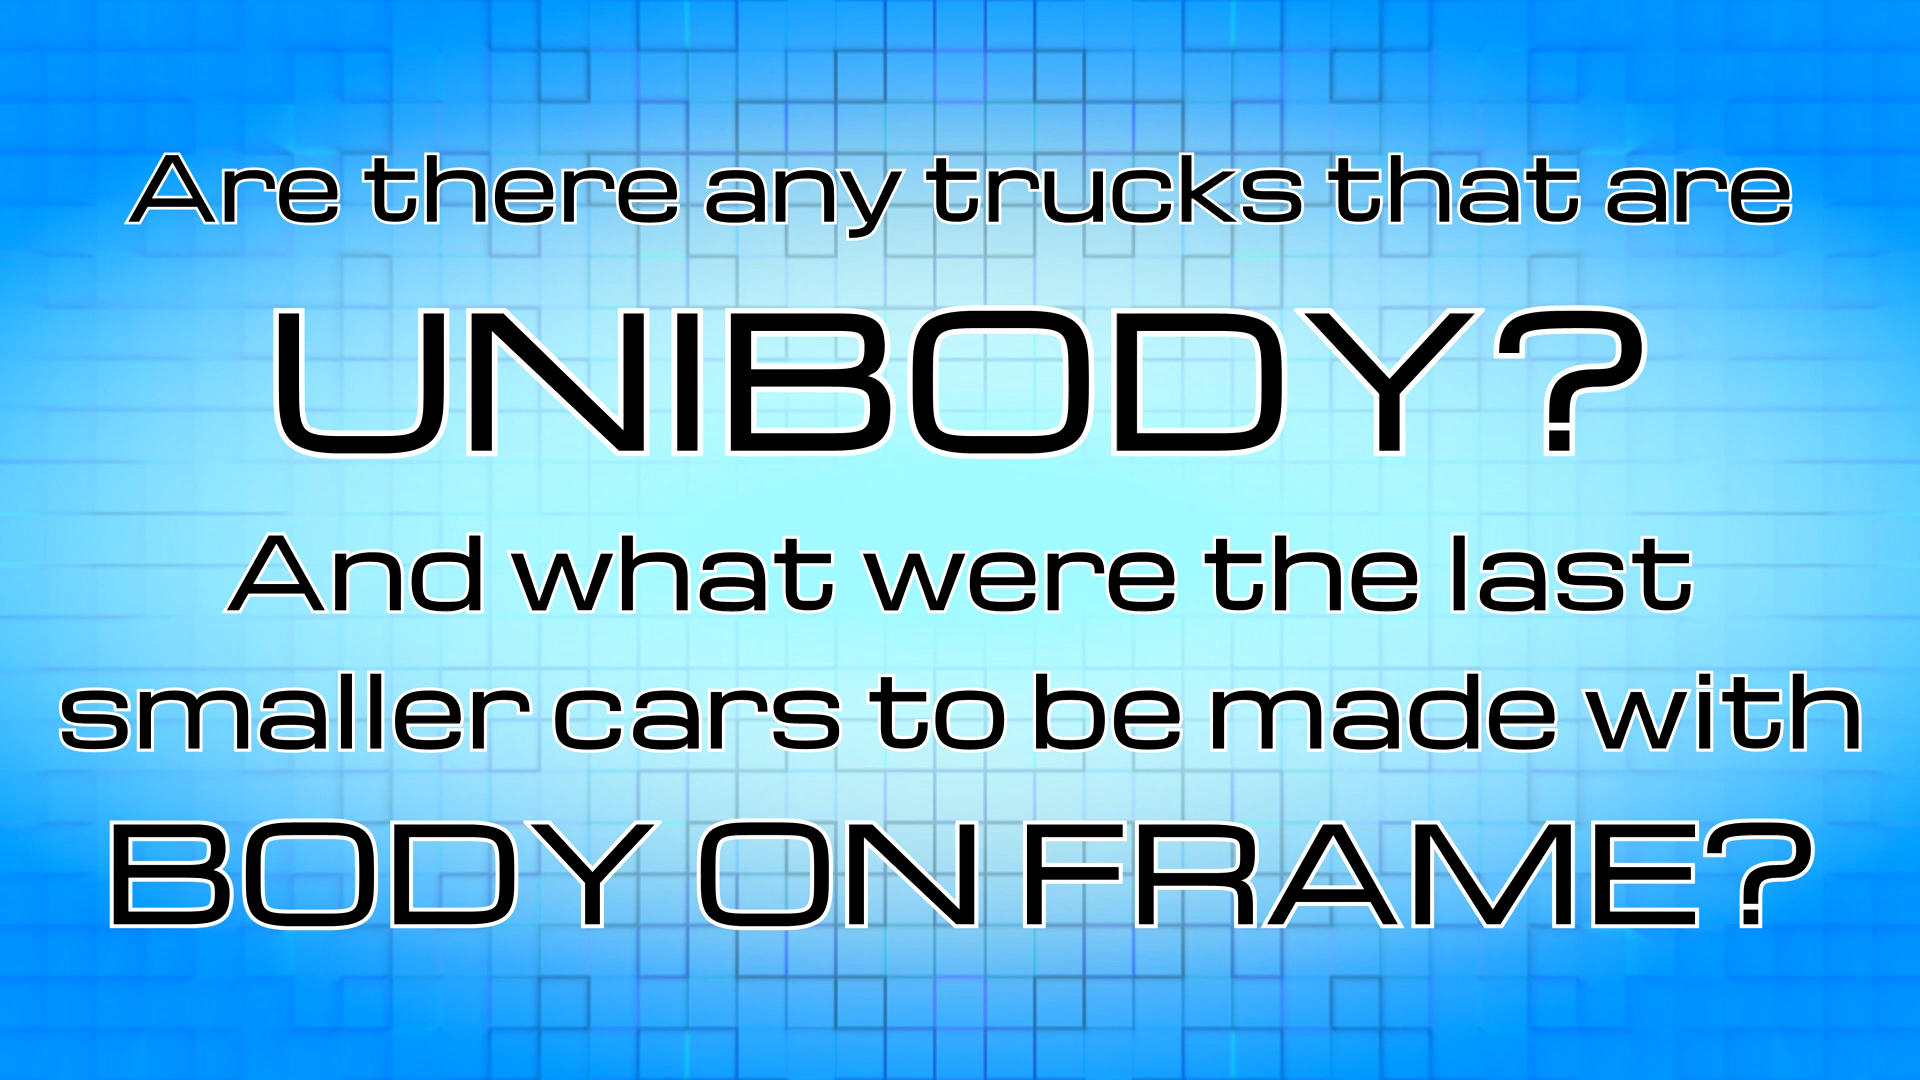 Are there any trucks that are
UNIBODY?
And what were the last
smaller cars to be made with
BODY ON FRAME?